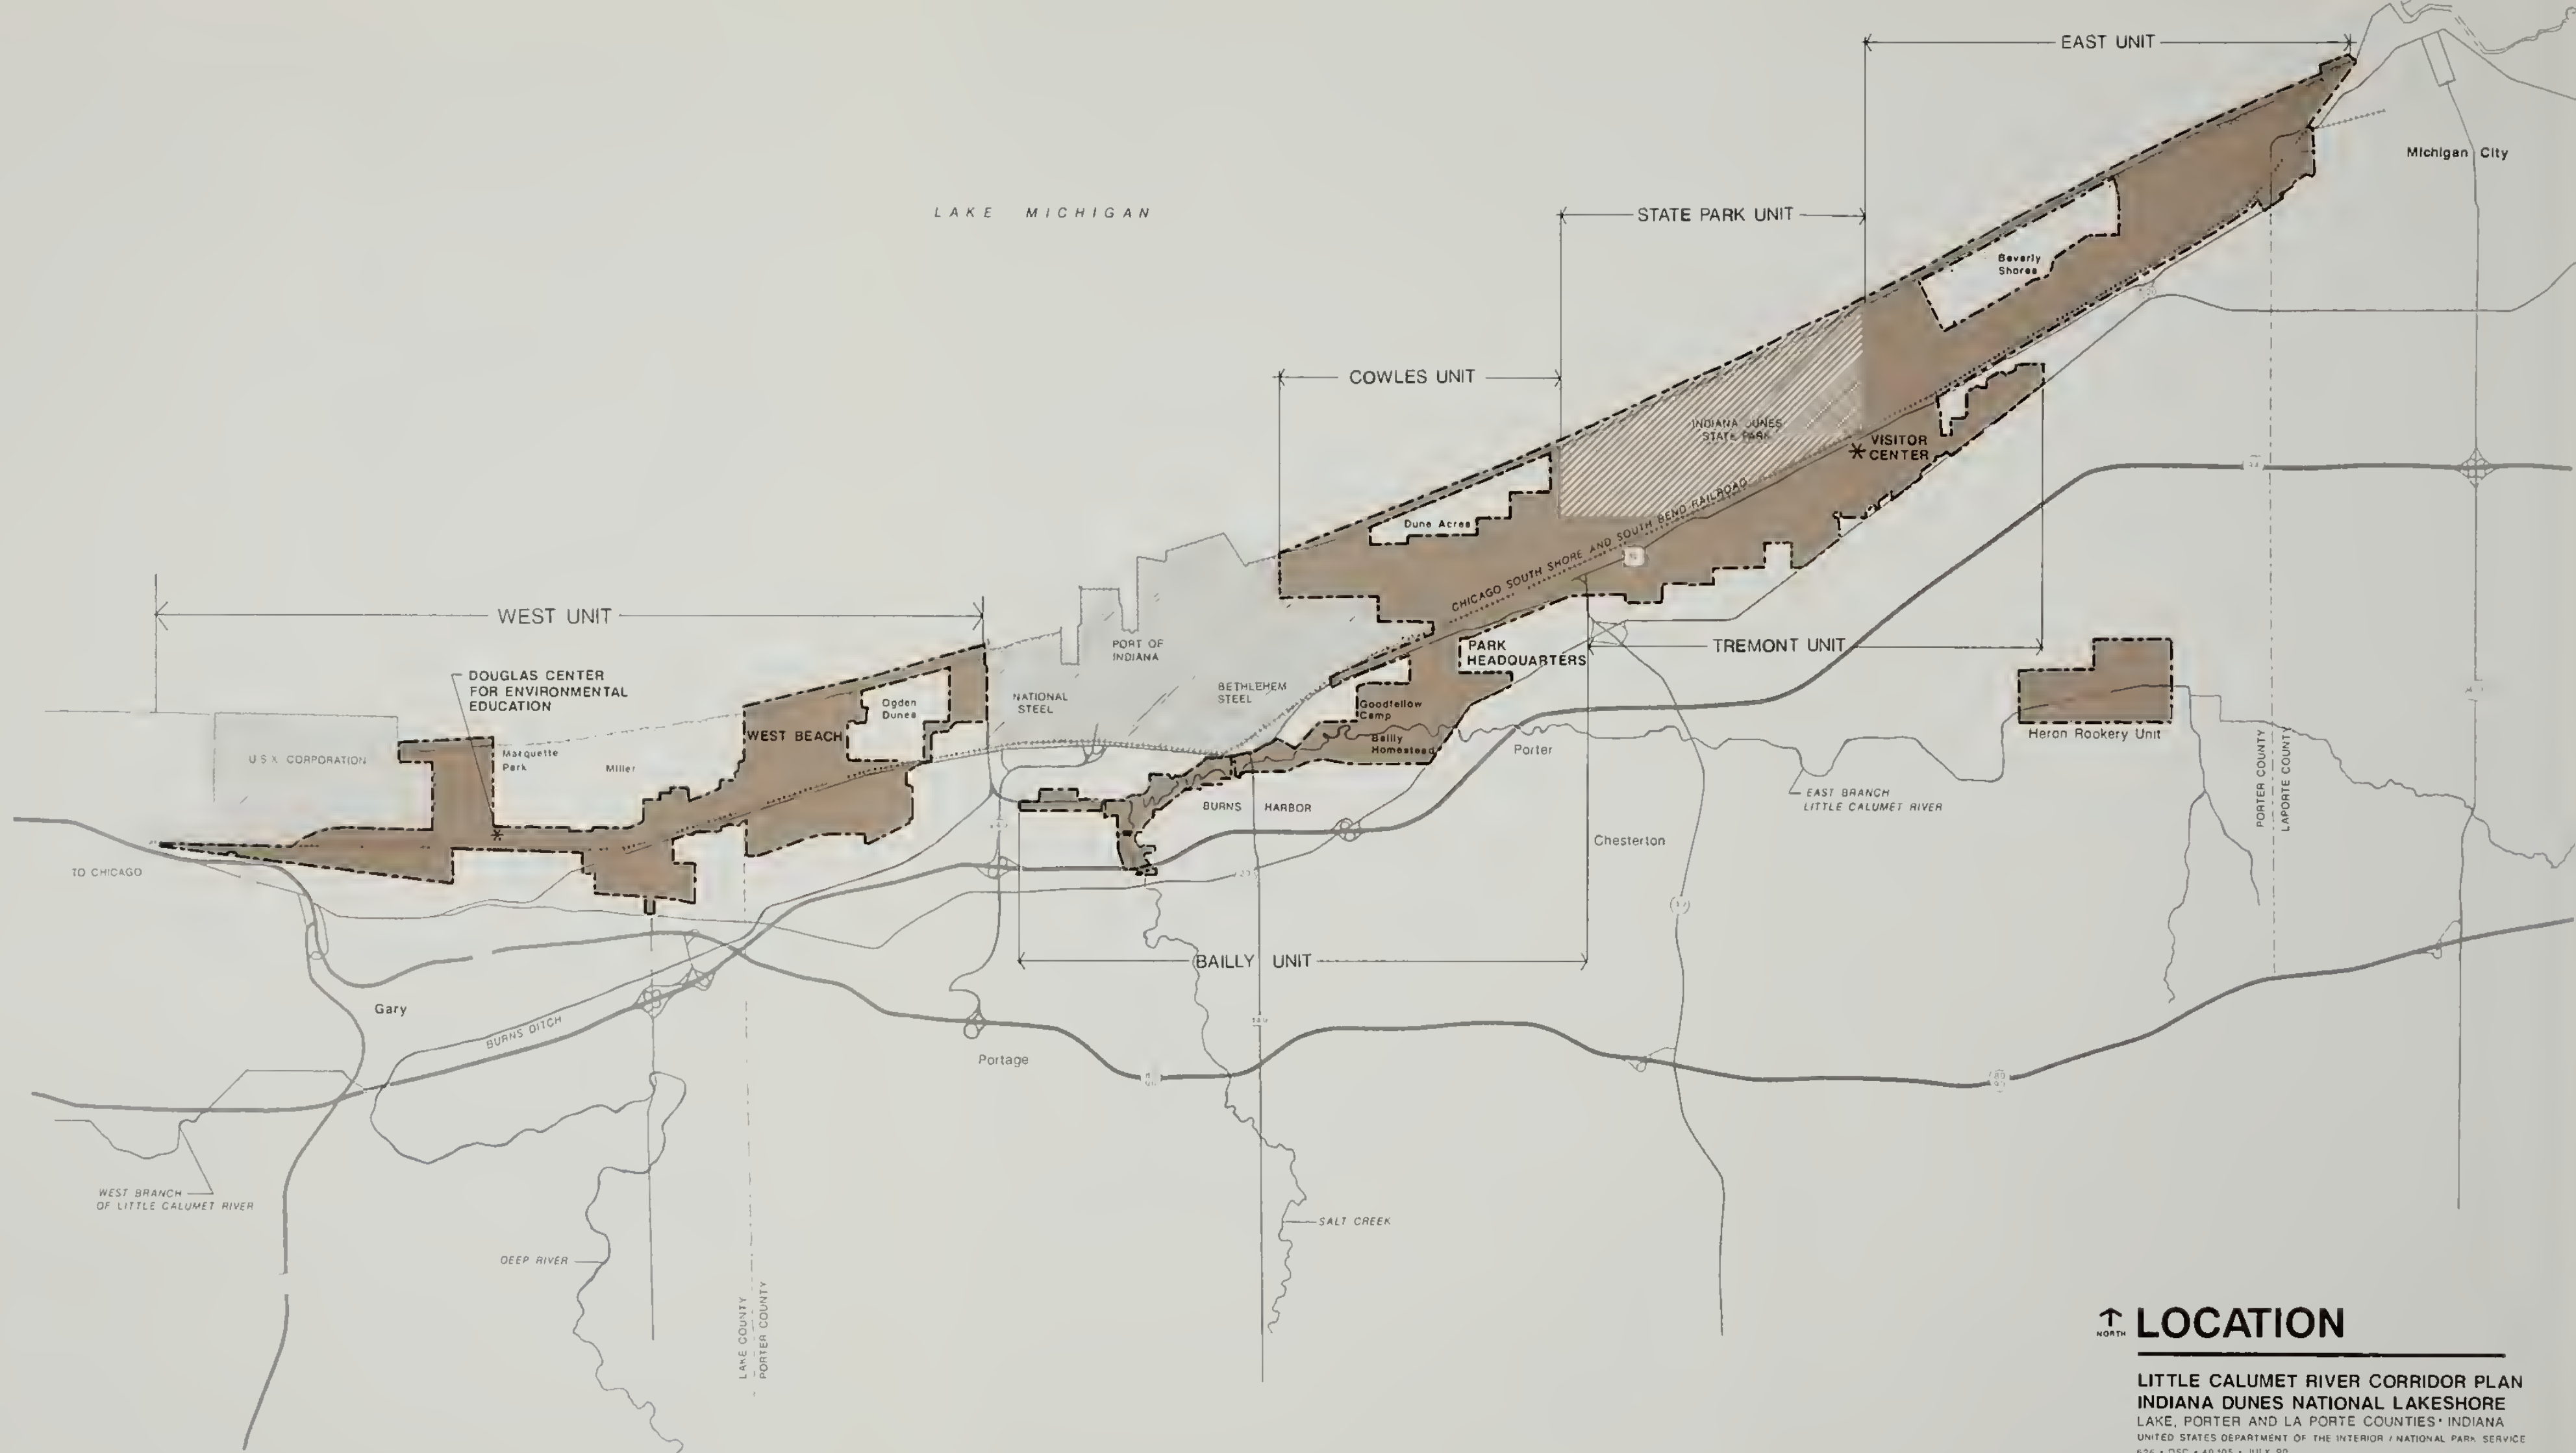 EAST UNIT
Michigan City
LAKE MICHIGAN
STATE PARK UNIT
Beverly
Shores
COWLES UNIT
INDIANA DUNES
STATE PARK
VISITOR
CENTER
Dune Acres
CHICAGO SOUTH SHORE AND SOUTH BEND RAILROAD
WEST UNIT
PORT OF
INDIANA
PARK
HEADQUARTERS
TREMONT UNIT
DOUGLAS CENTER
FOR ENVIRONMENTAL
EDUCATION
NATIONAL
STEEL
BETHLEHEM
STEEL
Ogden
Dunes
Goodfellow
Camp
Bailly
Homestead
WEST BEACH
Heron Rookery Unit
Marquette
Park
Miller
U S X CORPORATION
Porter
PORTER COUNTY
LAPORTE COUNTY
BURNS HARBOR
EAST BRANCH
LITTLE CALUMET RIVER
Chesterton
TO CHICAGO
BAILLY UNIT
Gary
BURNS DITCH
149
Portage
WEST BRANCH
OF LITTLE CALUMET RIVER
SALT CREEK
DEEP RIVER
LAKE COUNTY
PORTER COUNTY
NORTH
LOCATION
LITTLE CALUMET RIVER CORRIDOR PLAN
INDIANA DUNES NATIONAL LAKESHORE
LAKE, PORTER AND LA PORTE COUNTIES • INDIANA
UNITED STATES DEPARTMENT OF THE INTERIOR / NATIONAL PARK SERVICE